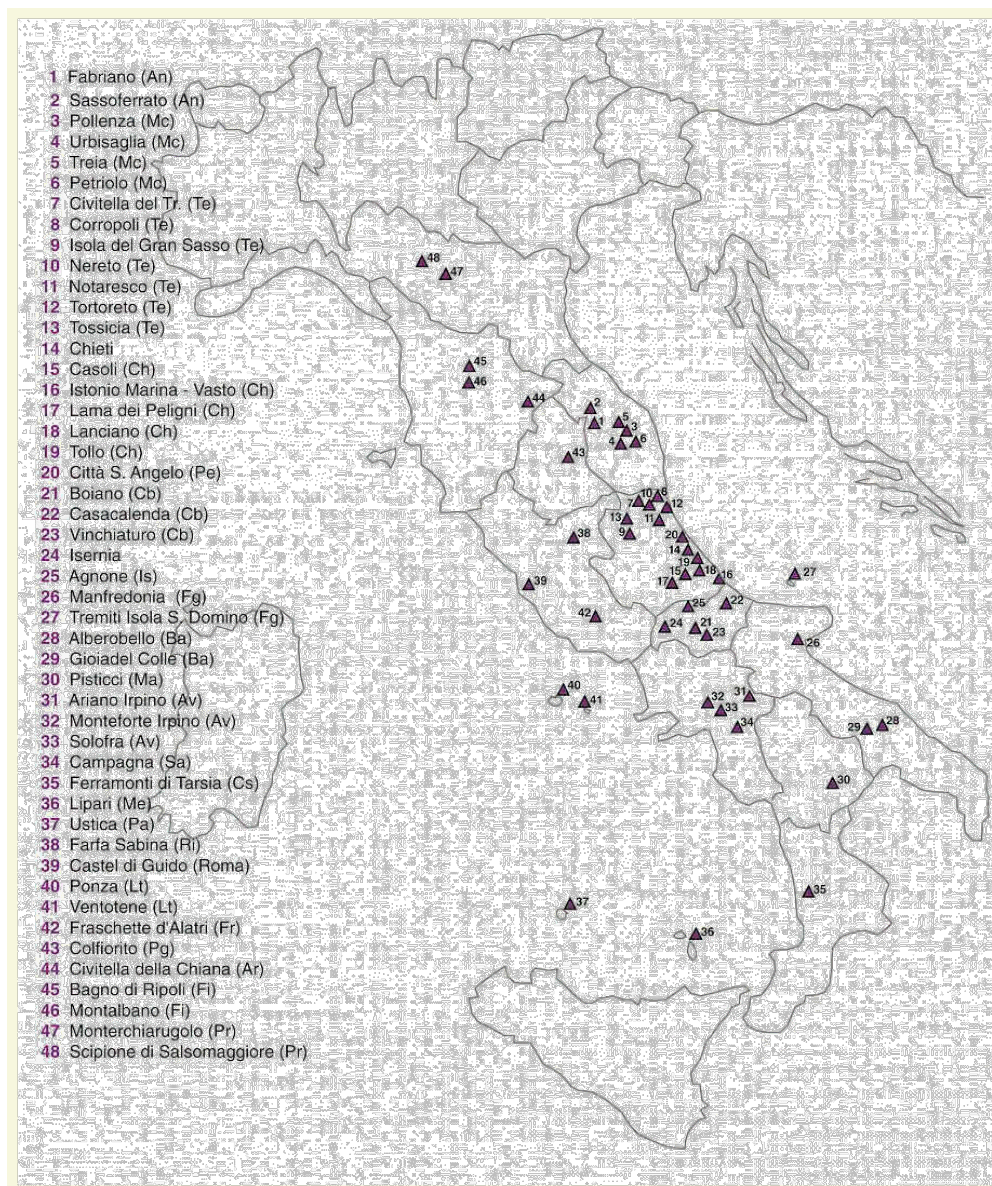 1 Fabriano (An)
2 Sassoferrato (An)
3 Pollenza (Mc)
4 Urbisaglia (Mc)
5 Treia (Mc)
6 Petriolo (Mc)
7 Civitella del Tr. (Te)
8 Corropoli (Te)
9 Isola del Gran Sasso (Te)
10 Nereto (Te)
11 Notaresco (Te)
12 Tortoreto (Te)
13 Tossicia (Te)
14 Chieti
15 Casoli (Ch)
16 Istonio Marina - Vasto (Ch)
17 Lama dei Peligni (Ch)
18 Lanciano (Ch)
19 Tollo (Ch)
20 Città S. Angelo (Pe)
21 Boiano (Cb)
22 Casacalenda (Cb)
23 Vinchiaturo (Cb)
24 Isernia
25 Agnone (Is)
26 Manfredonia (Fg)
27 Tremiti Isola S. Domino (Fg)
28 Alberobello (Ba)
29 Gioiadel Colle (Ba)
30 Pisticci (Ma)
31 Ariano Irpino (Av)
32 Monteforte Irpino (Av)
33 Solofra (Av)
34 Campagna (Sa)
35 Ferramonti di Tarsia (Cs)
36 Lipari (Me)
37 Ustica (Pa)
38 Farfa Sabina (Ri)
39 Castel di Guido (Roma)
40 Ponza (Lt)
41 Ventotene (Lt)
42 Fraschette d'Alatri (Fr)
43 Colfiorito (Pg)
44 Civitella della Chiana (Ar)
45 Bagno di Ripoli (Fi)
46 Montalbano (Fi)
47 Monterchiarugolo (Pr)
48 Scipione di Salsomaggiore (Pr)
48
47
45
46
44
2
1
5
3
4
6
43
10
8
7
12
13
11
9
38
20
14
19
18
15
16
17
27
39
25
22
42
24
21
23
26
40
41
32
31
33
34
29
28
30
35
37
36